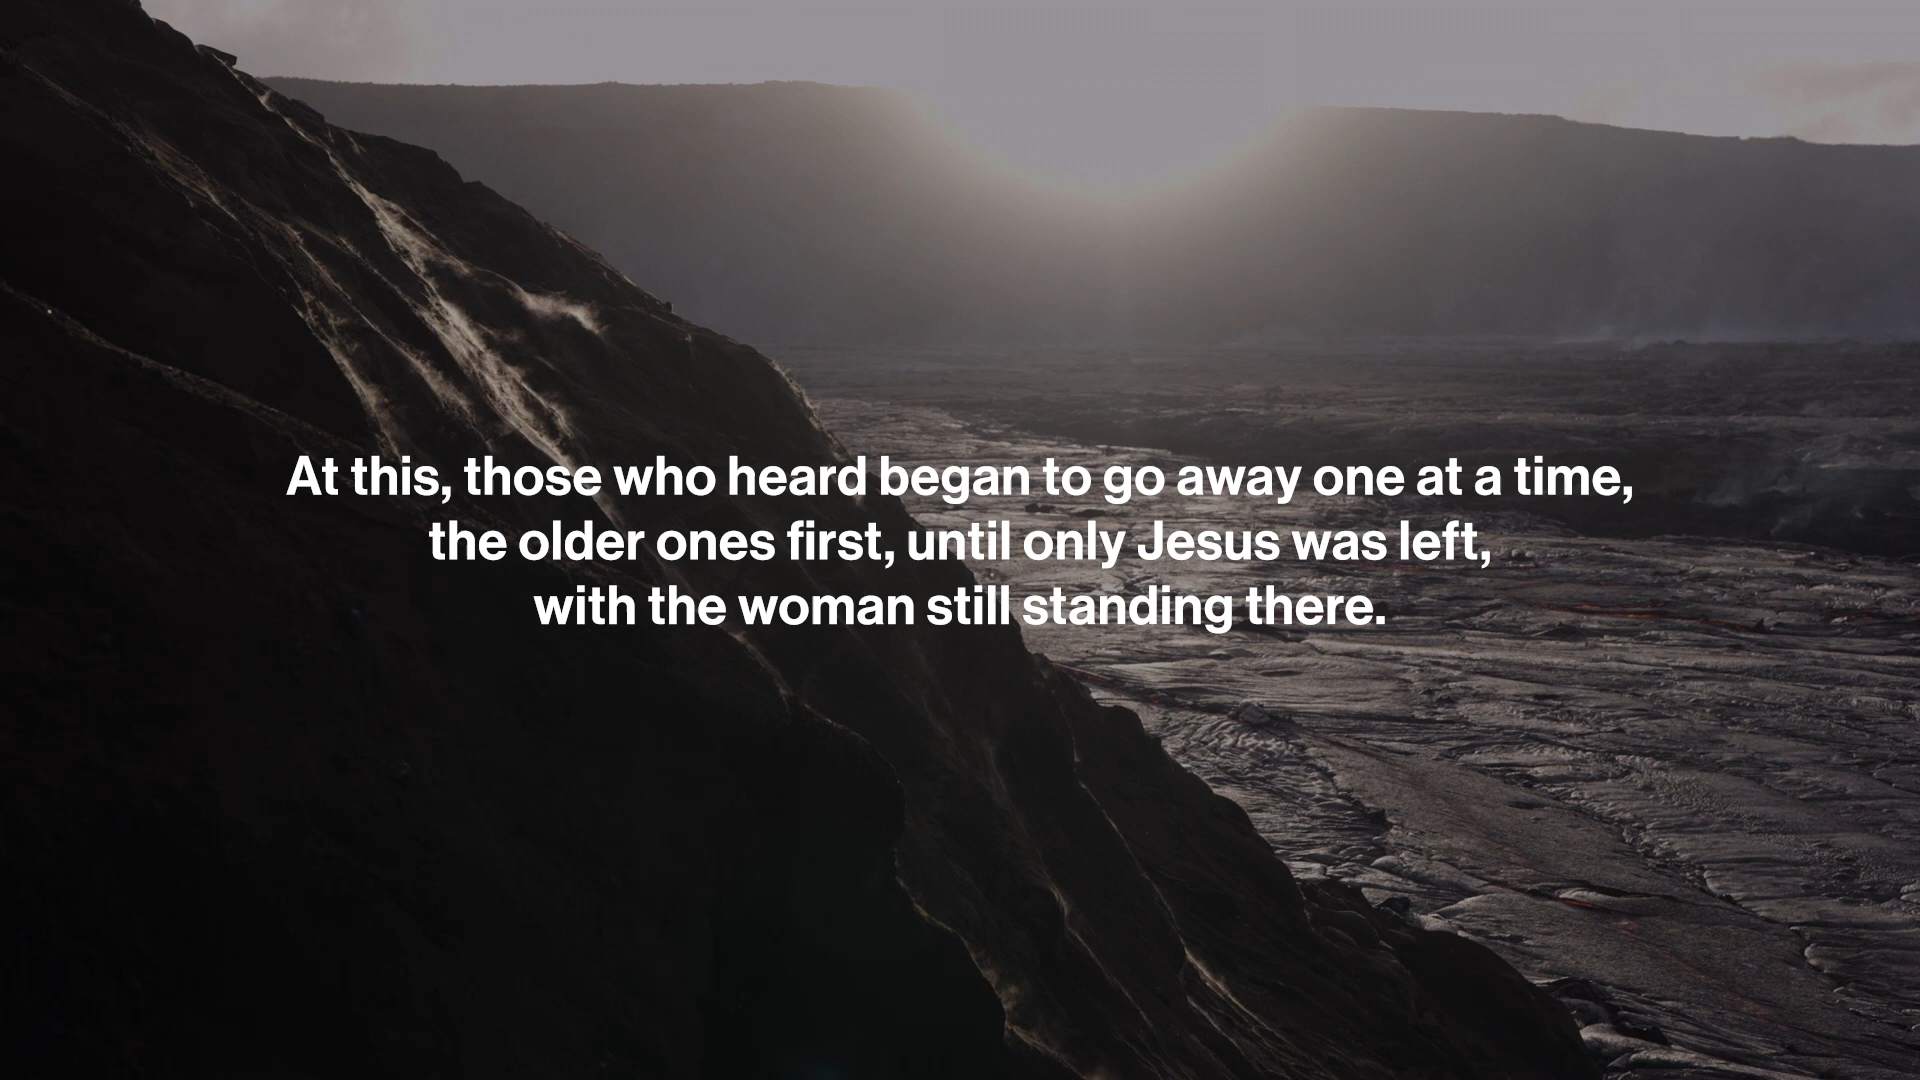 At this, those who heard began to go away one at a time,
the older ones first, until only Jesus was left,
with the woman still standing there.